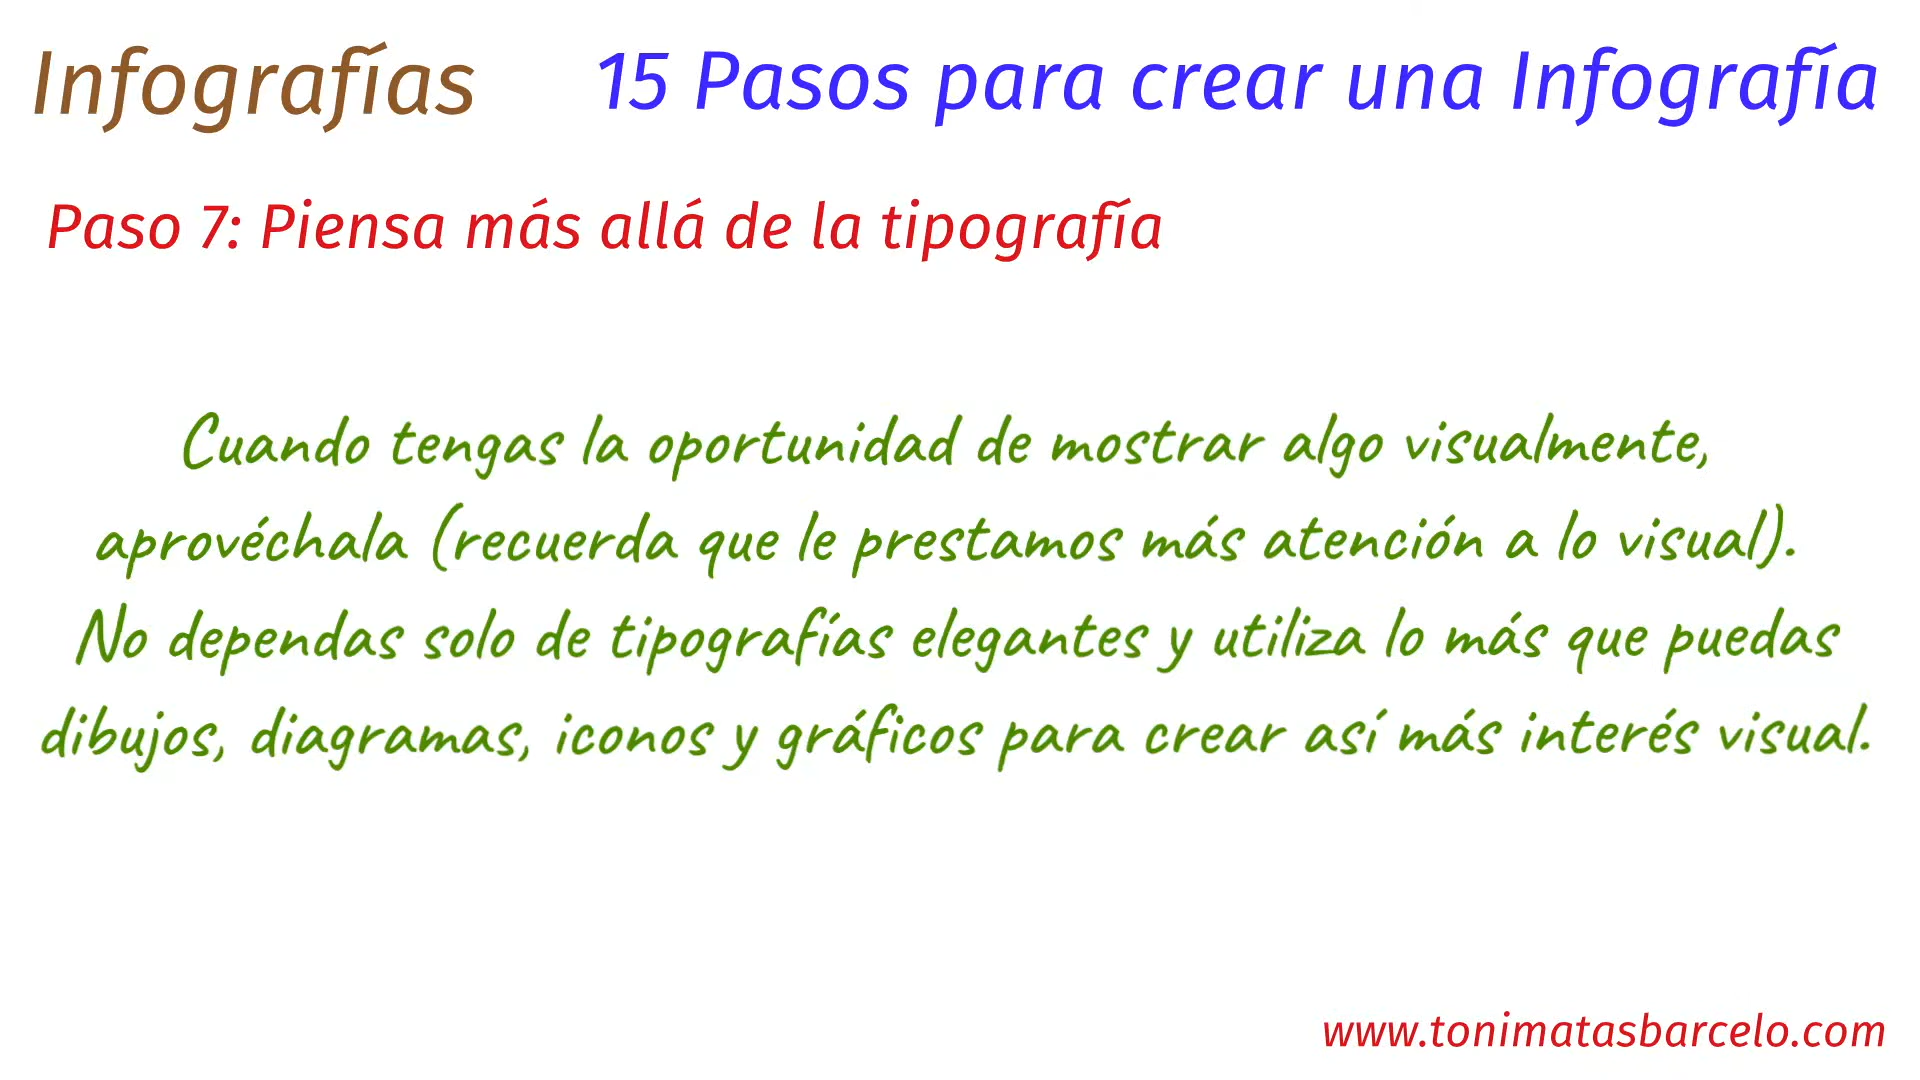 Infografías
15 Pasos para crear una Infografía
Paso 7: Piensa más allá de la tipografía
Cuando tengas la oportunidad de mostrar algo visualmente,
aprovéchala (recuerda que le prestamos más atención a lo visual).
No dependas solo de tipografías elegantes y utiliza lo más que puedas
dibujos, diagramas, iconos y gráficos para crear así más interés visual.
www.tonimatasbarcelo.com